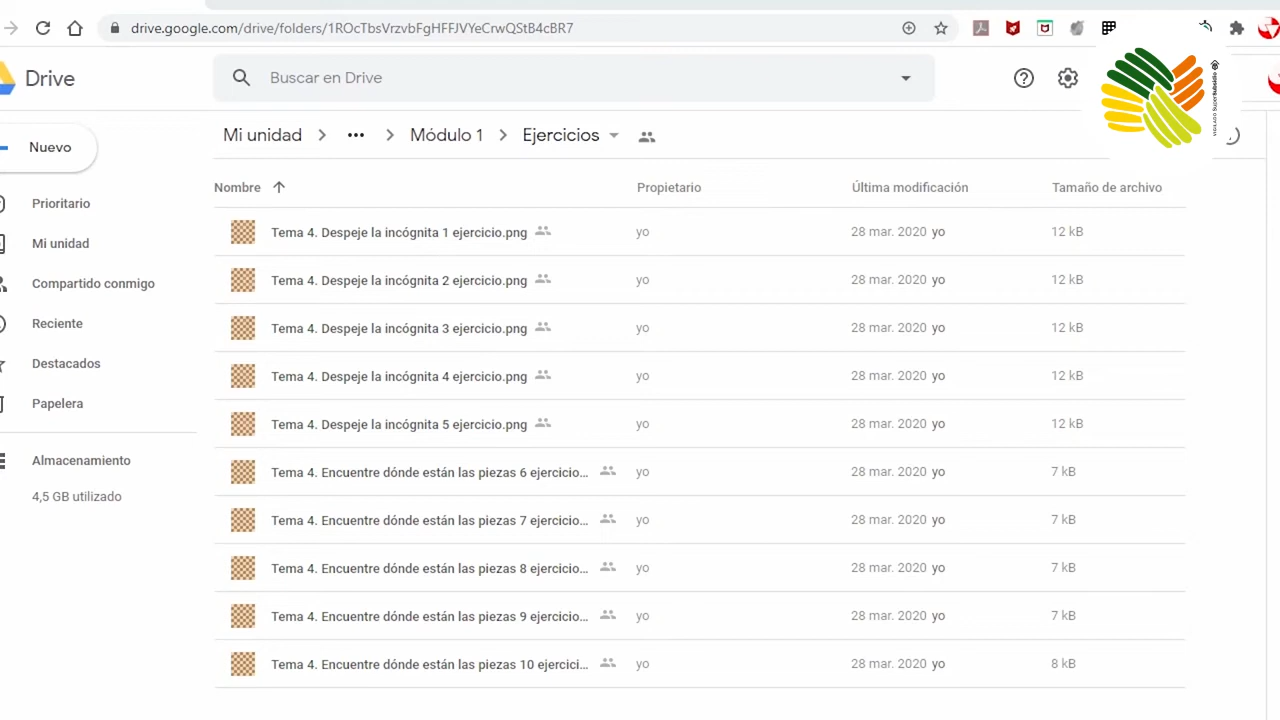 drive.google.com/drive/folders/1ROcTbsVrzvbFgHFFJVYeCrwQStB4cBR7
Drive
Buscar en Drive
VIGILADO SuperSubsidio
Nuevo
Mi unidad > ... > Módulo 1 > Ejercicios
Nombre Propietario Última modificación Tamaño de archivo
Prioritario
Mi unidad
Compartido conmigo
Reciente
Destacados
Papelera
Almacenamiento
4,5 GB utilizado
Tema 4. Despeje la incógnita 1 ejercicio.png yo 28 mar. 2020 yo 12 kB
Tema 4. Despeje la incógnita 2 ejercicio.png yo 28 mar. 2020 yo 12 kB
Tema 4. Despeje la incógnita 3 ejercicio.png yo 28 mar. 2020 yo 12 kB
Tema 4. Despeje la incógnita 4 ejercicio.png yo 28 mar. 2020 yo 12 kB
Tema 4. Despeje la incógnita 5 ejercicio.png yo 28 mar. 2020 yo 12 kB
Tema 4. Encuentre dónde están las piezas 6 ejercicio... yo 28 mar. 2020 yo 7 kB
Tema 4. Encuentre dónde están las piezas 7 ejercicio... yo 28 mar. 2020 yo 7 kB
Tema 4. Encuentre dónde están las piezas 8 ejercicio... yo 28 mar. 2020 yo 7 kB
Tema 4. Encuentre dónde están las piezas 9 ejercicio... yo 28 mar. 2020 yo 7 kB
Tema 4. Encuentre dónde están las piezas 10 ejercici... yo 28 mar. 2020 yo 8 kB